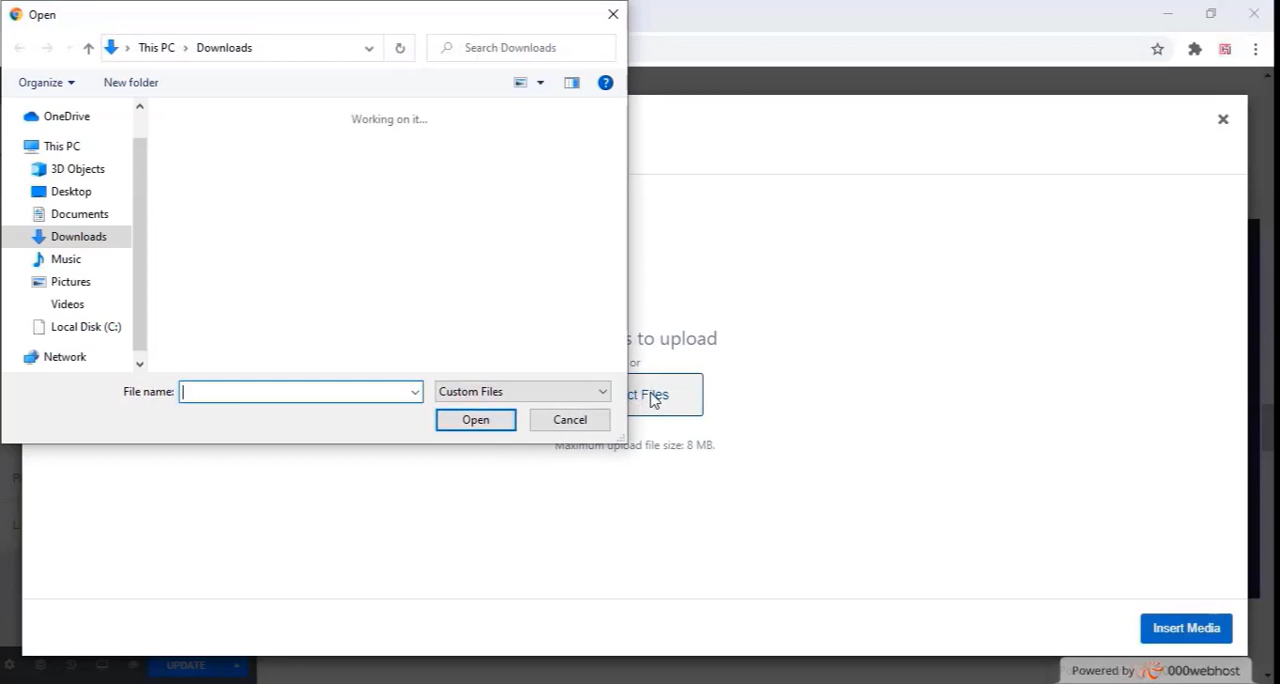 Open
This PC
Downloads
Search Downloads
Organize
New folder
OneDrive
This PC
3D Objects
Desktop
Documents
Downloads
Music
Pictures
Videos
Local Disk (C:)
Network
Working on it...
File name:
Custom Files
Open
Cancel
to upload
or
Files
Maximum upload file size: 8 MB.
Insert Media
UPDATE
Powered by 000webhost